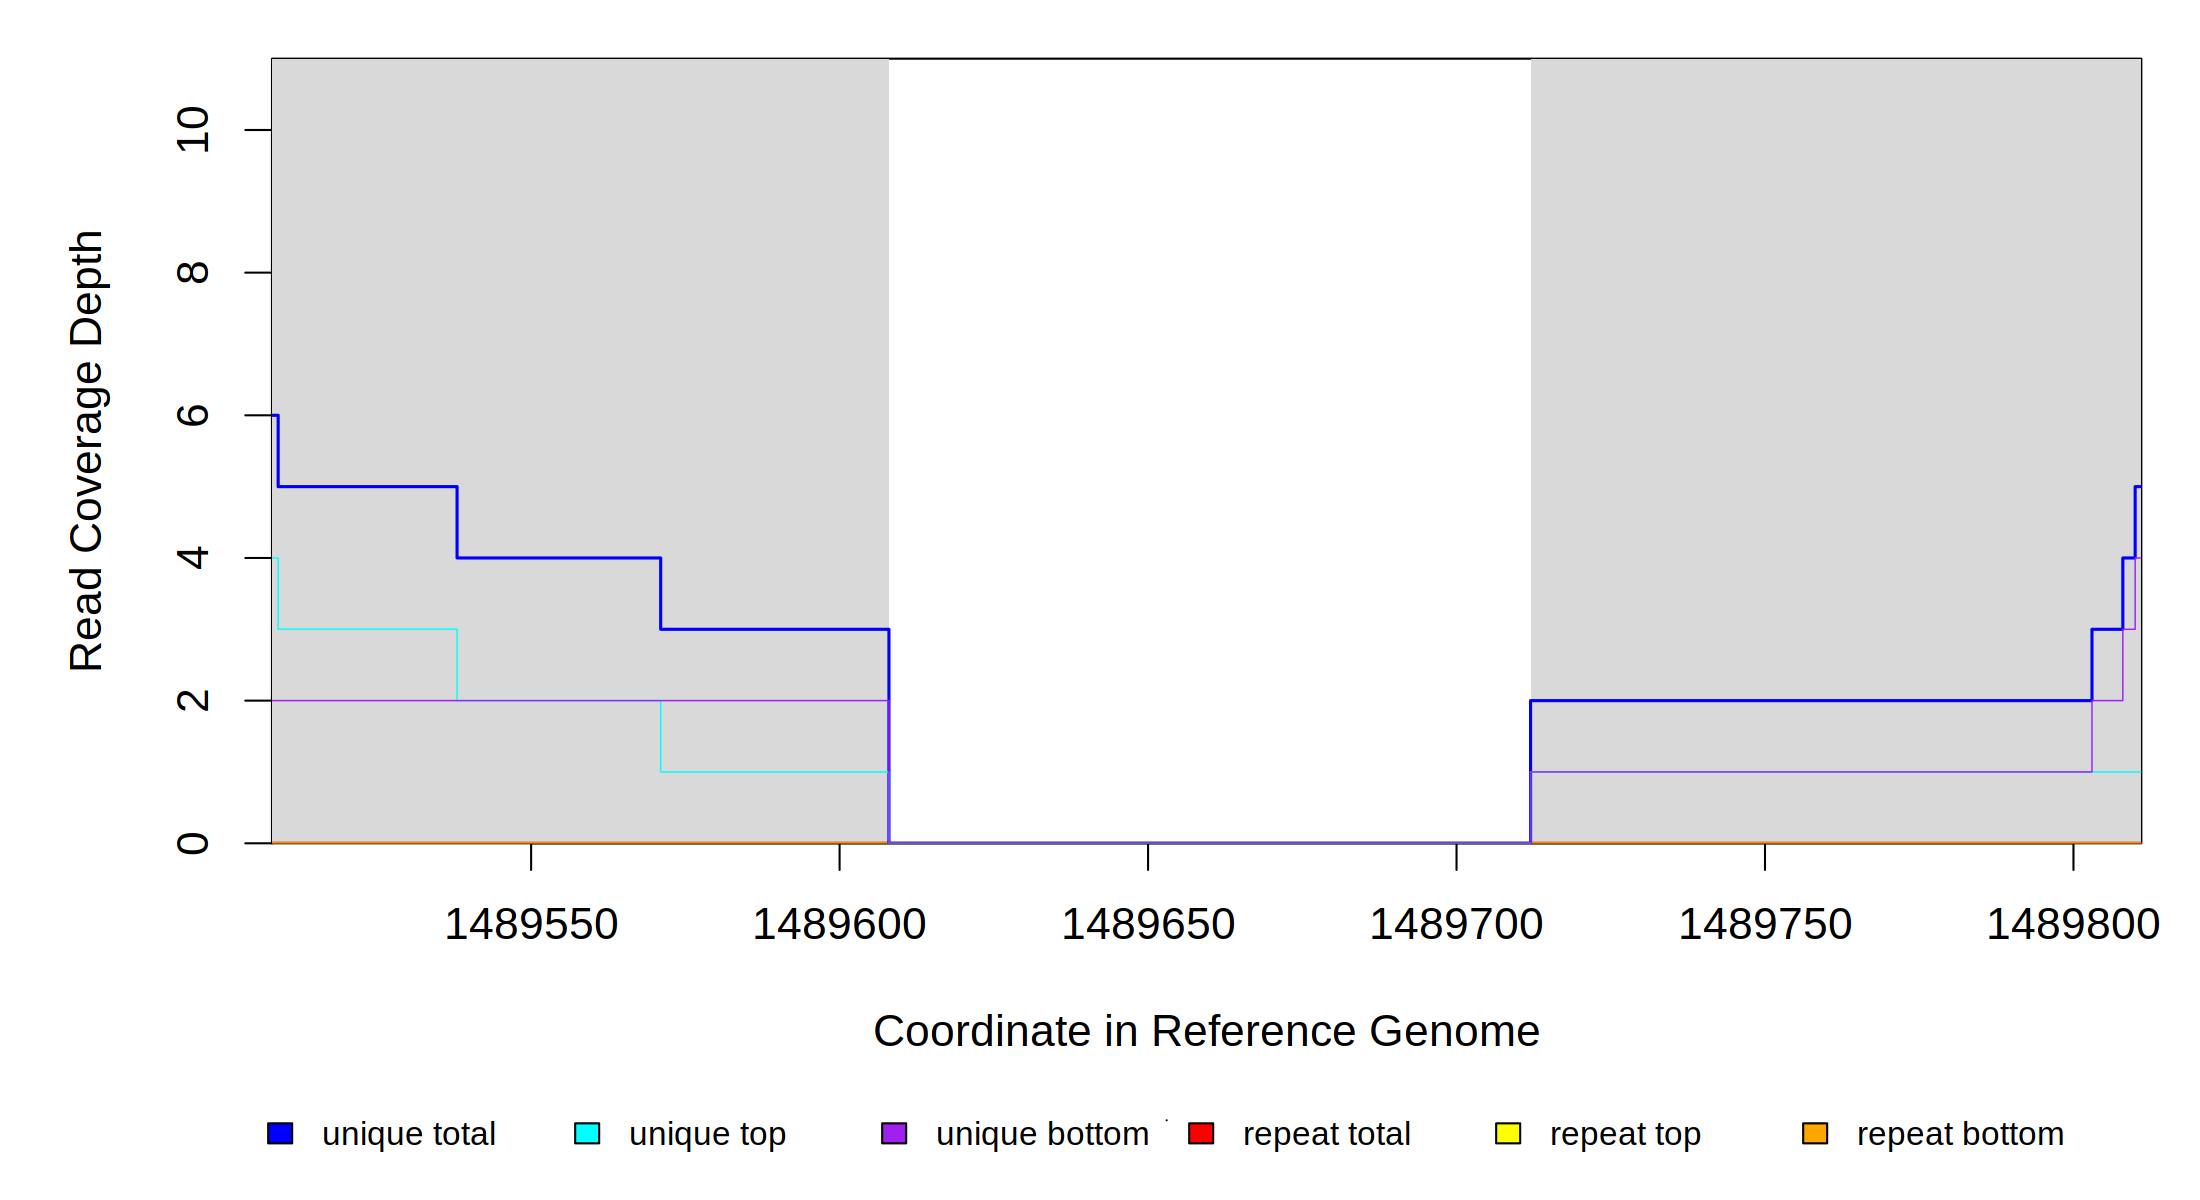 Read Coverage Depth
10
8
6
4
2
0
1489550 1489600 1489650 1489700 1489750 1489800
Coordinate in Reference Genome
unique total unique top unique bottom repeat total repeat top repeat bottom